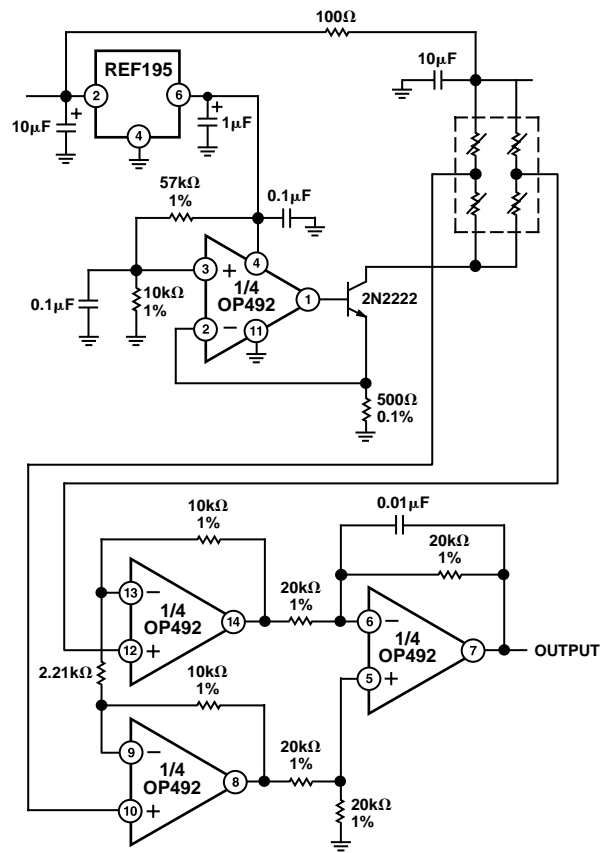 100Ω
REF195
2
6
4
10μF
+
+
1μF
10μF
57kΩ
1%
0.1μF
3
+
4
1/4
OP492
1
2N2222
0.1μF
10kΩ
1%
2
−
11
500Ω
0.1%
10kΩ
1%
0.01μF
20kΩ
1%
13
−
1/4
OP492
14
20kΩ
1%
6
−
1/4
OP492
7
OUTPUT
12
+
2.21kΩ
10kΩ
1%
5
+
9
−
1/4
OP492
8
20kΩ
1%
10
+
20kΩ
1%